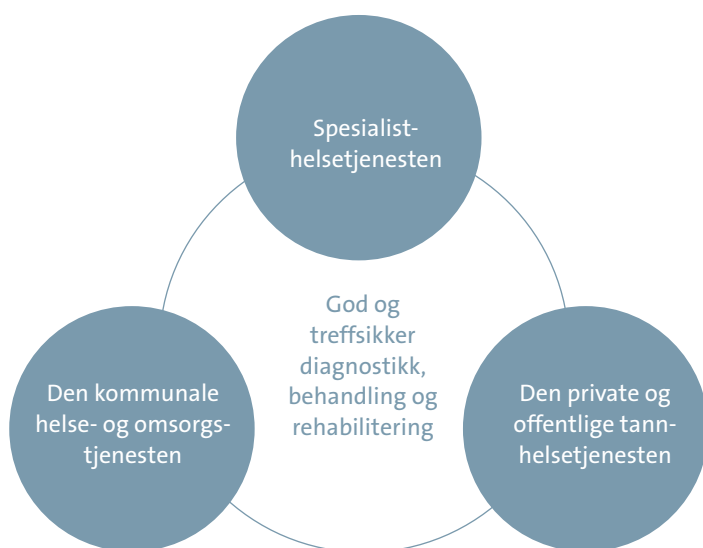 Spesialist-
helsetjenesten
God og
treffsikker
diagnostikk,
behandling og
rehabilitering
Den kommunale
helse- og omsorgs-
tjenesten
Den private og
offentlige tann-
helsetjenesten